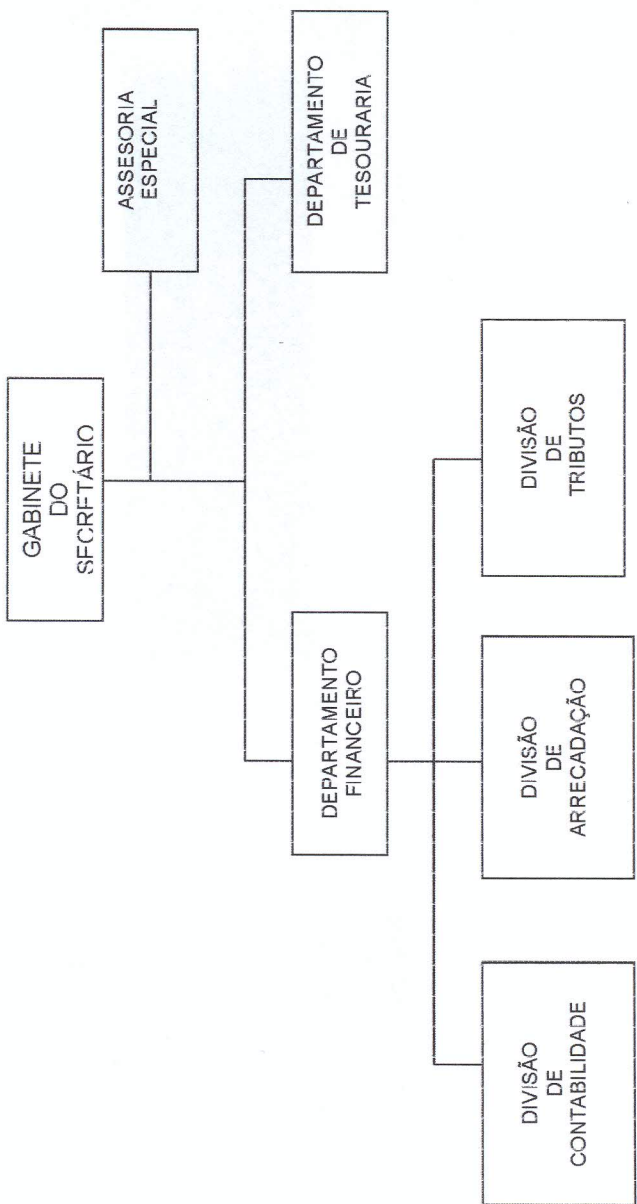 GABINETE
DO
SECRETÁRIO
ASSESORIA
ESPECIAL
DEPARTAMENTO
FINANCEIRO
DEPARTAMENTO
DE
TESOURARIA
DIVISÃO
DE
CONTABILIDADE
DIVISÃO
DE
ARRECADAÇÃO
DIVISÃO
DE
TRIBUTOS